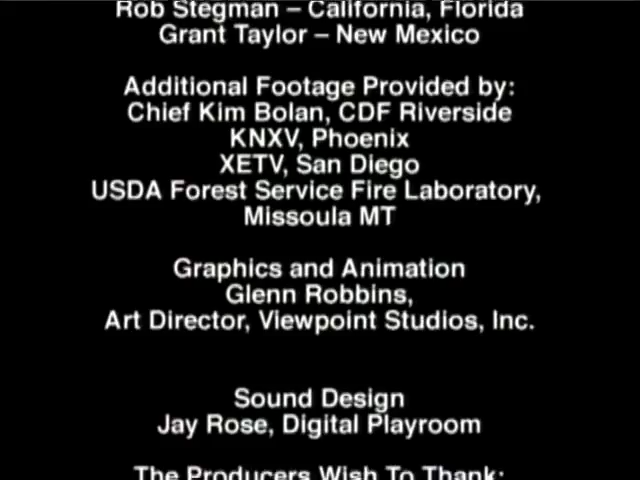 Rob Stegman – California, Florida
Grant Taylor – New Mexico
Additional Footage Provided by:
Chief Kim Bolan, CDF Riverside
KNXV, Phoenix
XETV, San Diego
USDA Forest Service Fire Laboratory,
Missoula MT
Graphics and Animation
Glenn Robbins,
Art Director, Viewpoint Studios, Inc.
Sound Design
Jay Rose, Digital Playroom
The Producers Wish To Thank: